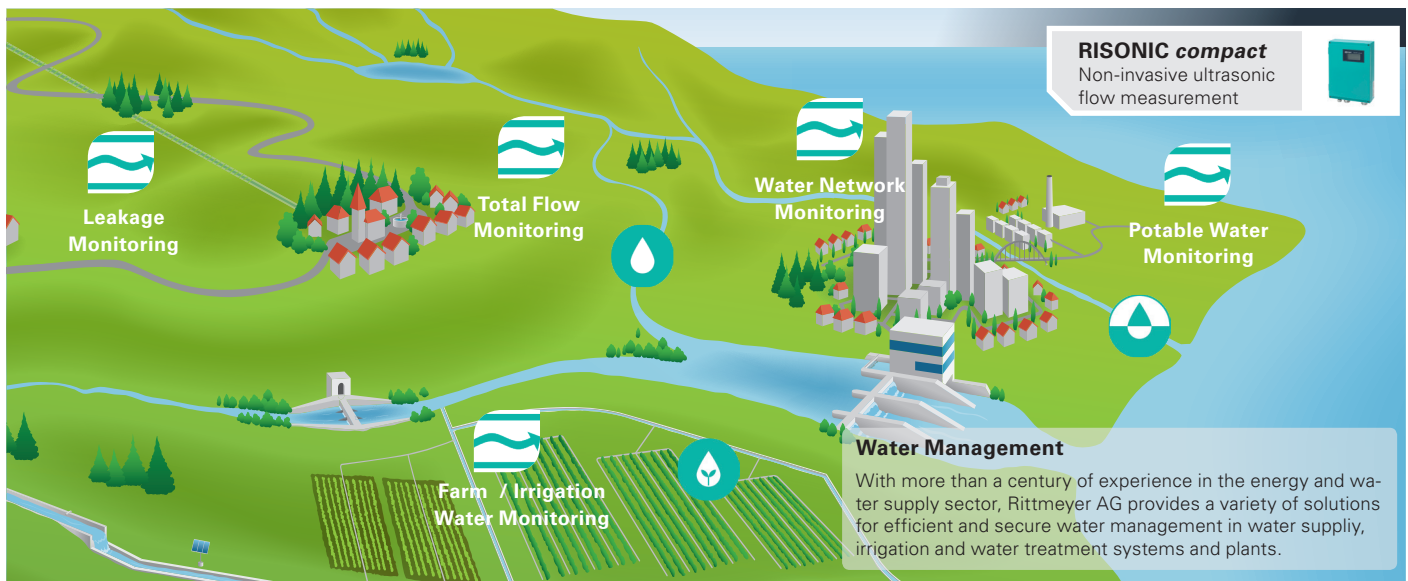 RISONIC compact
Non-invasive ultrasonic
flow measurement
Leakage
Monitoring
Total Flow
Monitoring
Water Network
Monitoring
Potable Water
Monitoring
Farm / Irrigation
Water Monitoring
Water Management
With more than a century of experience in the energy and wa-
ter supply sector, Rittmeyer AG provides a variety of solutions
for efficient and secure water management in water suppliy,
irrigation and water treatment systems and plants.